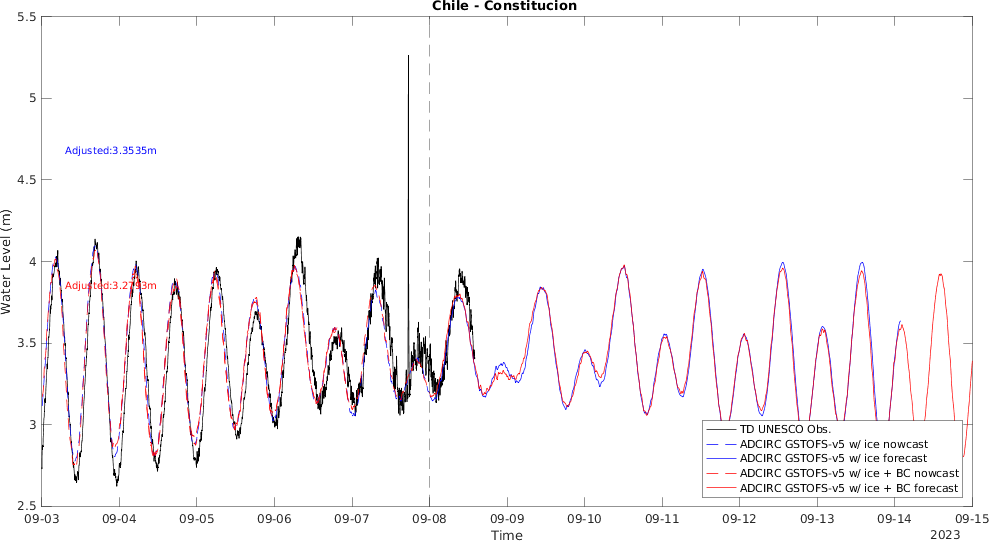 Chile - Constitucion
5.5
5
4.5
4
3.5
3
2.5
Water Level (m)
Adjusted:3.3535m
Adjusted:3.2793m
TD UNESCO Obs.
ADCIRC GSTOFS-v5 w/ ice nowcast
ADCIRC GSTOFS-v5 w/ ice forecast
ADCIRC GSTOFS-v5 w/ ice + BC nowcast
ADCIRC GSTOFS-v5 w/ ice + BC forecast
09-03 09-04 09-05 09-06 09-07 09-08 09-09 09-10 09-11 09-12 09-13 09-14 09-15
Time
2023